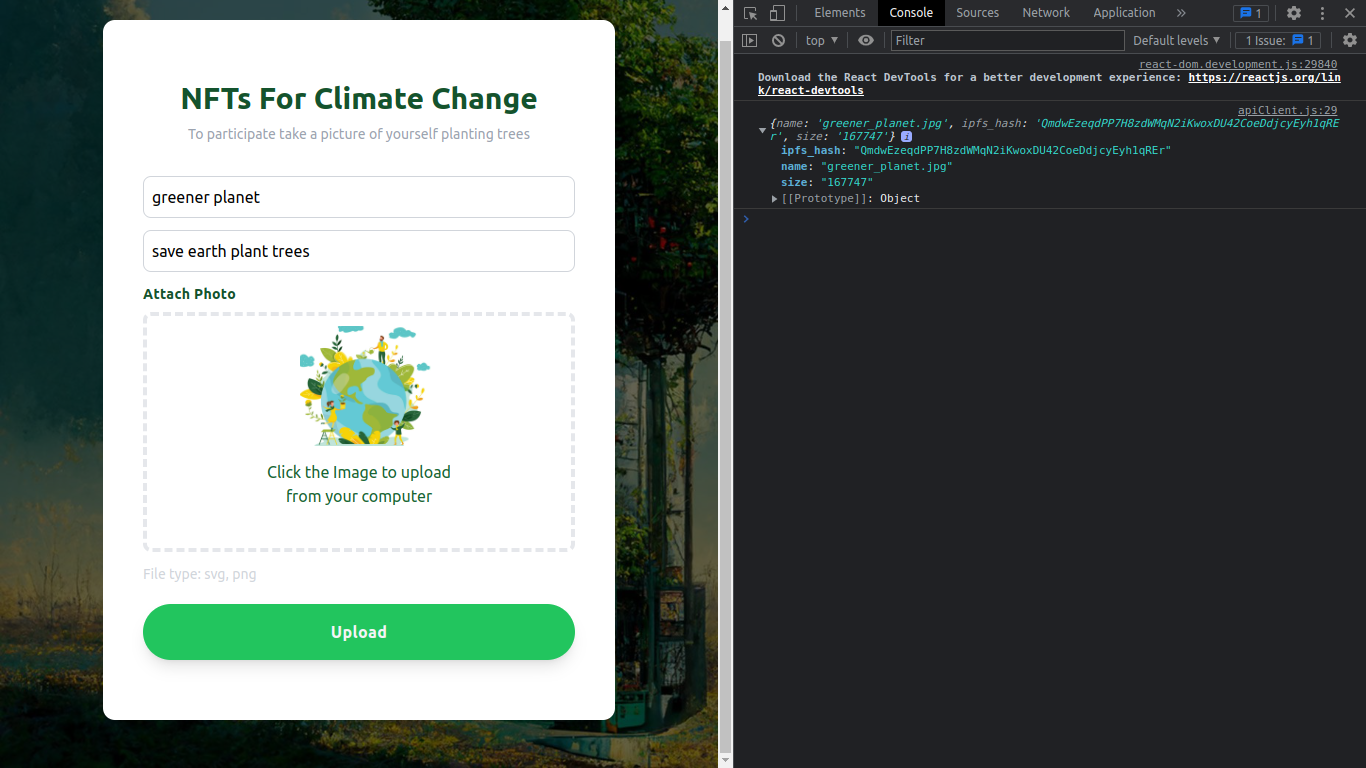 NFTs For Climate Change
To participate take a picture of yourself planting trees
greener planet
save earth plant trees
Attach Photo
Click the Image to upload
from your computer
File type: svg, png
Upload
Elements Console Sources Network Application » 1
top Filter Default levels 1 Issue: 1
react-dom.development.js:29840
Download the React DevTools for a better development experience: https://reactjs.org/lin
k/react-devtools
apiClient.js:29
{name: 'greener_planet.jpg', ipfs_hash: 'QmdwEzeqdPP7H8zdWMqN2iKwoxDU42CoeDdjcyEyh1qRE
r', size: '167747'} i
ipfs_hash: "QmdwEzeqdPP7H8zdWMqN2iKwoxDU42CoeDdjcyEyh1qREr"
name: "greener_planet.jpg"
size: "167747"
[[Prototype]]: Object